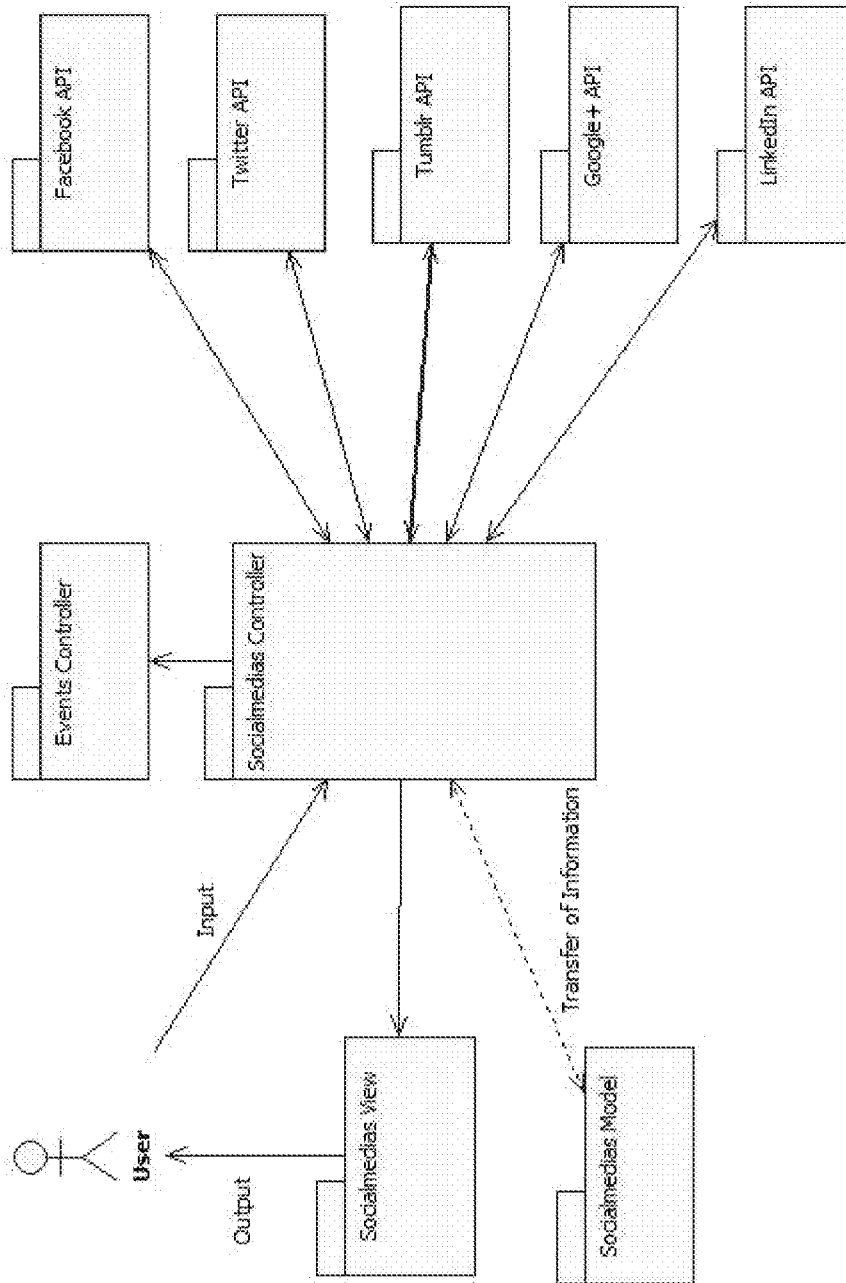 User
Input
Output
Events Controller
Facebook API
Twitter API
Socialmedias Controller
Socialmedias View
Tumblr API
Google+ API
Transfer of Information
Socialmedias Model
LinkedIn API